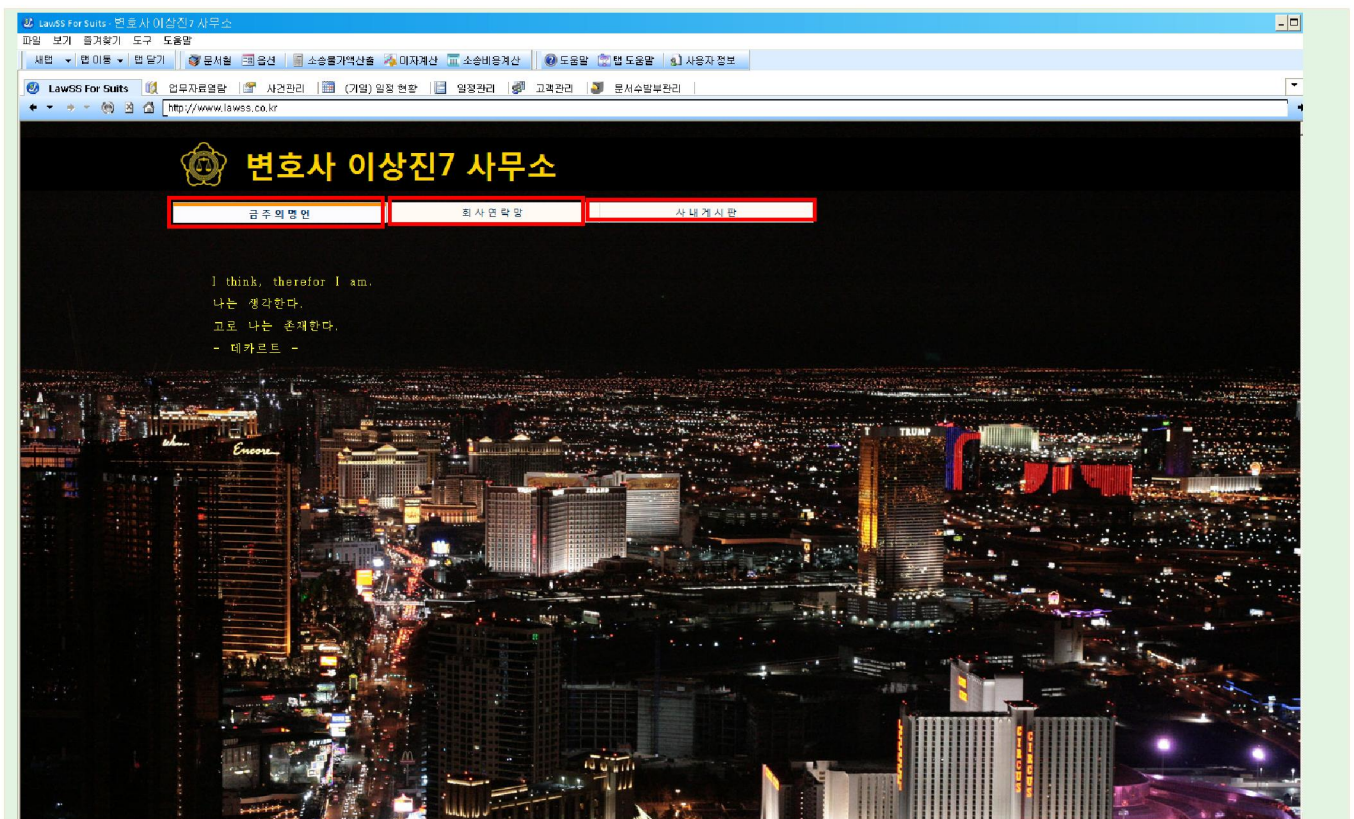 LawSS For Suits - 변호사 이상진7 사무소
파일 보기 즐겨찾기 도구 도움말
새탭 탭 이동 탭 닫기 문서철 옵션 소송물가액산출 이자계산 소송비용계산 도움말 탭 도움말 사용자 정보
LawSS For Suits 업무자료열람 사건관리 (기일) 일정 현황 일정관리 고객관리 문서수발부관리
http://www.lawss.co.kr
변호사 이상진7 사무소
금주의명언 회사연락망 사내게시판
I think, therefor I am.
나는 생각한다.
고로 나는 존재한다.
- 데카르트 -
TRUMP
Encore
CIRCUS
CIRCUS